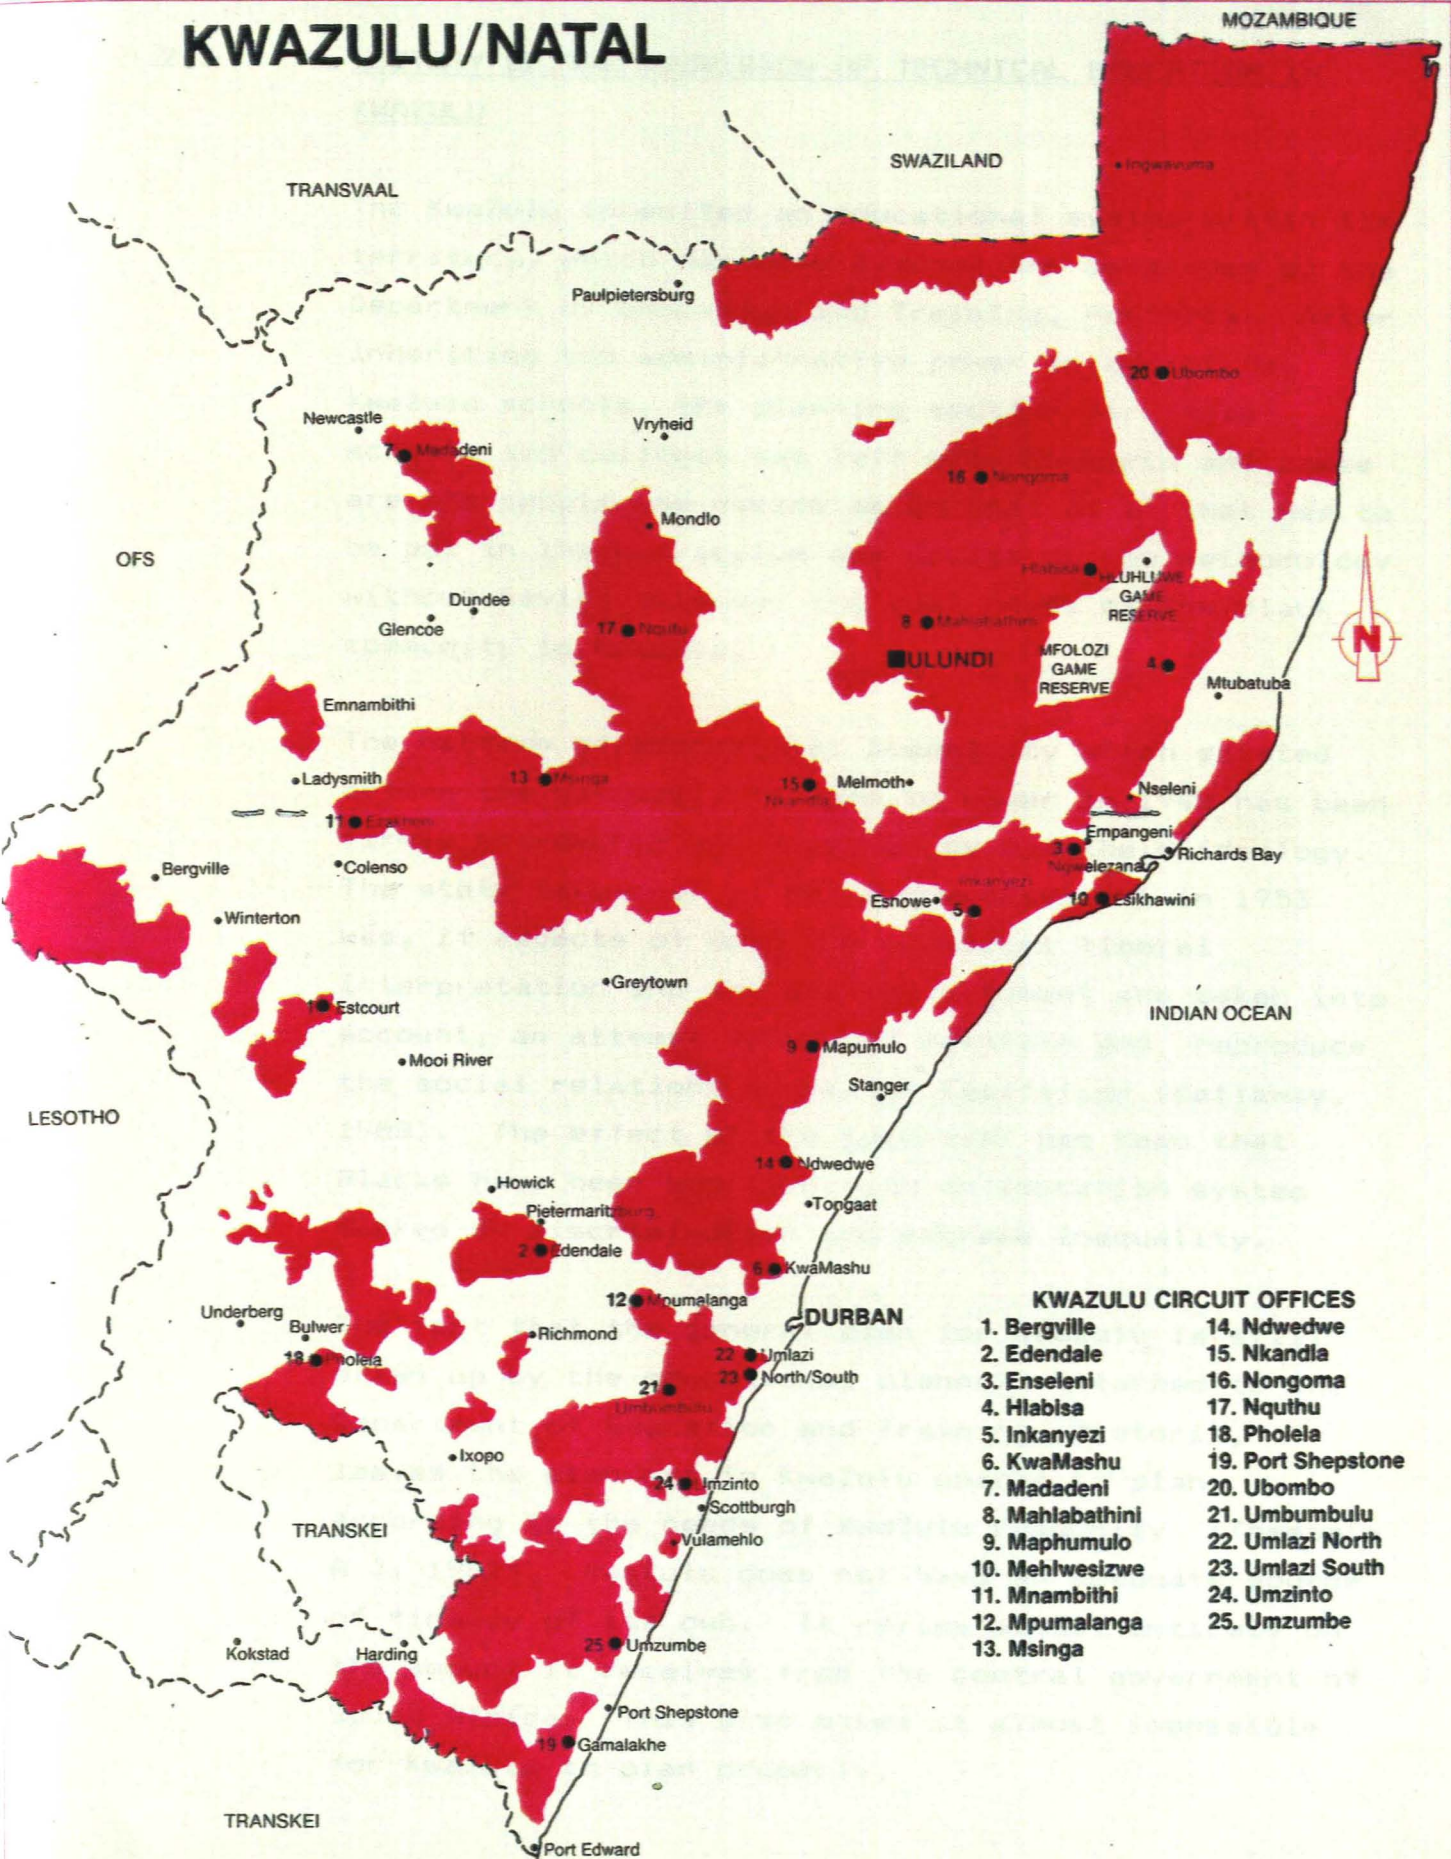 KWAZULU/NATAL
MOZAMBIQUE
SWAZILAND
Ingwavuma
TRANSVAAL
Paulpietersburg
20 Ubombo
Newcastle
Vryheid
7 Madadeni
16 Nongoma
Mondlo
OFS
Hlabisa
HLUHLUWE
GAME
RESERVE
Dundee
Glencoe
17 Nqutu
8 Mahlabathini
N
ULUNDI
MFOLOZI
GAME
RESERVE
4
Mtubatuba
Emnambithi
Ladysmith
13 Msinga
15
Nkandla
Melmoth
Nseleni
11 Ezakheni
Empangeni
3
Ngwelezana
Richards Bay
Colenso
Bergville
Inkanyezi
Eshowe
5
10 Esikhawini
Winterton
Greytown
1 Estcourt
INDIAN OCEAN
Mooi River
9 Mapumulo
Stanger
LESOTHO
14 Ndwedwe
Howick
Tongaat
Pietermaritzburg
2 Edendale
6 KwaMashu
12 Mpumalanga
DURBAN
Underberg
Bulwer
Richmond
18 Pholela
22 Umlazi
23 North/South
21
Umbumbulu
Ixopo
24 Umzinto
Scottburgh
TRANSKEI
Vulamehlo
Kokstad
Harding
25 Umzumbe
Port Shepstone
19 Gamalakhe
TRANSKEI
Port Edward
KWAZULU CIRCUIT OFFICES
1. Bergville
2. Edendale
3. Enseleni
4. Hlabisa
5. Inkanyezi
6. KwaMashu
7. Madadeni
8. Mahlabathini
9. Maphumulo
10. Mehlwesizwe
11. Mnambithi
12. Mpumalanga
13. Msinga
14. Ndwedwe
15. Nkandla
16. Nongoma
17. Nquthu
18. Pholela
19. Port Shepstone
20. Ubombo
21. Umbumbulu
22. Umlazi North
23. Umlazi South
24. Umzinto
25. Umzumbe